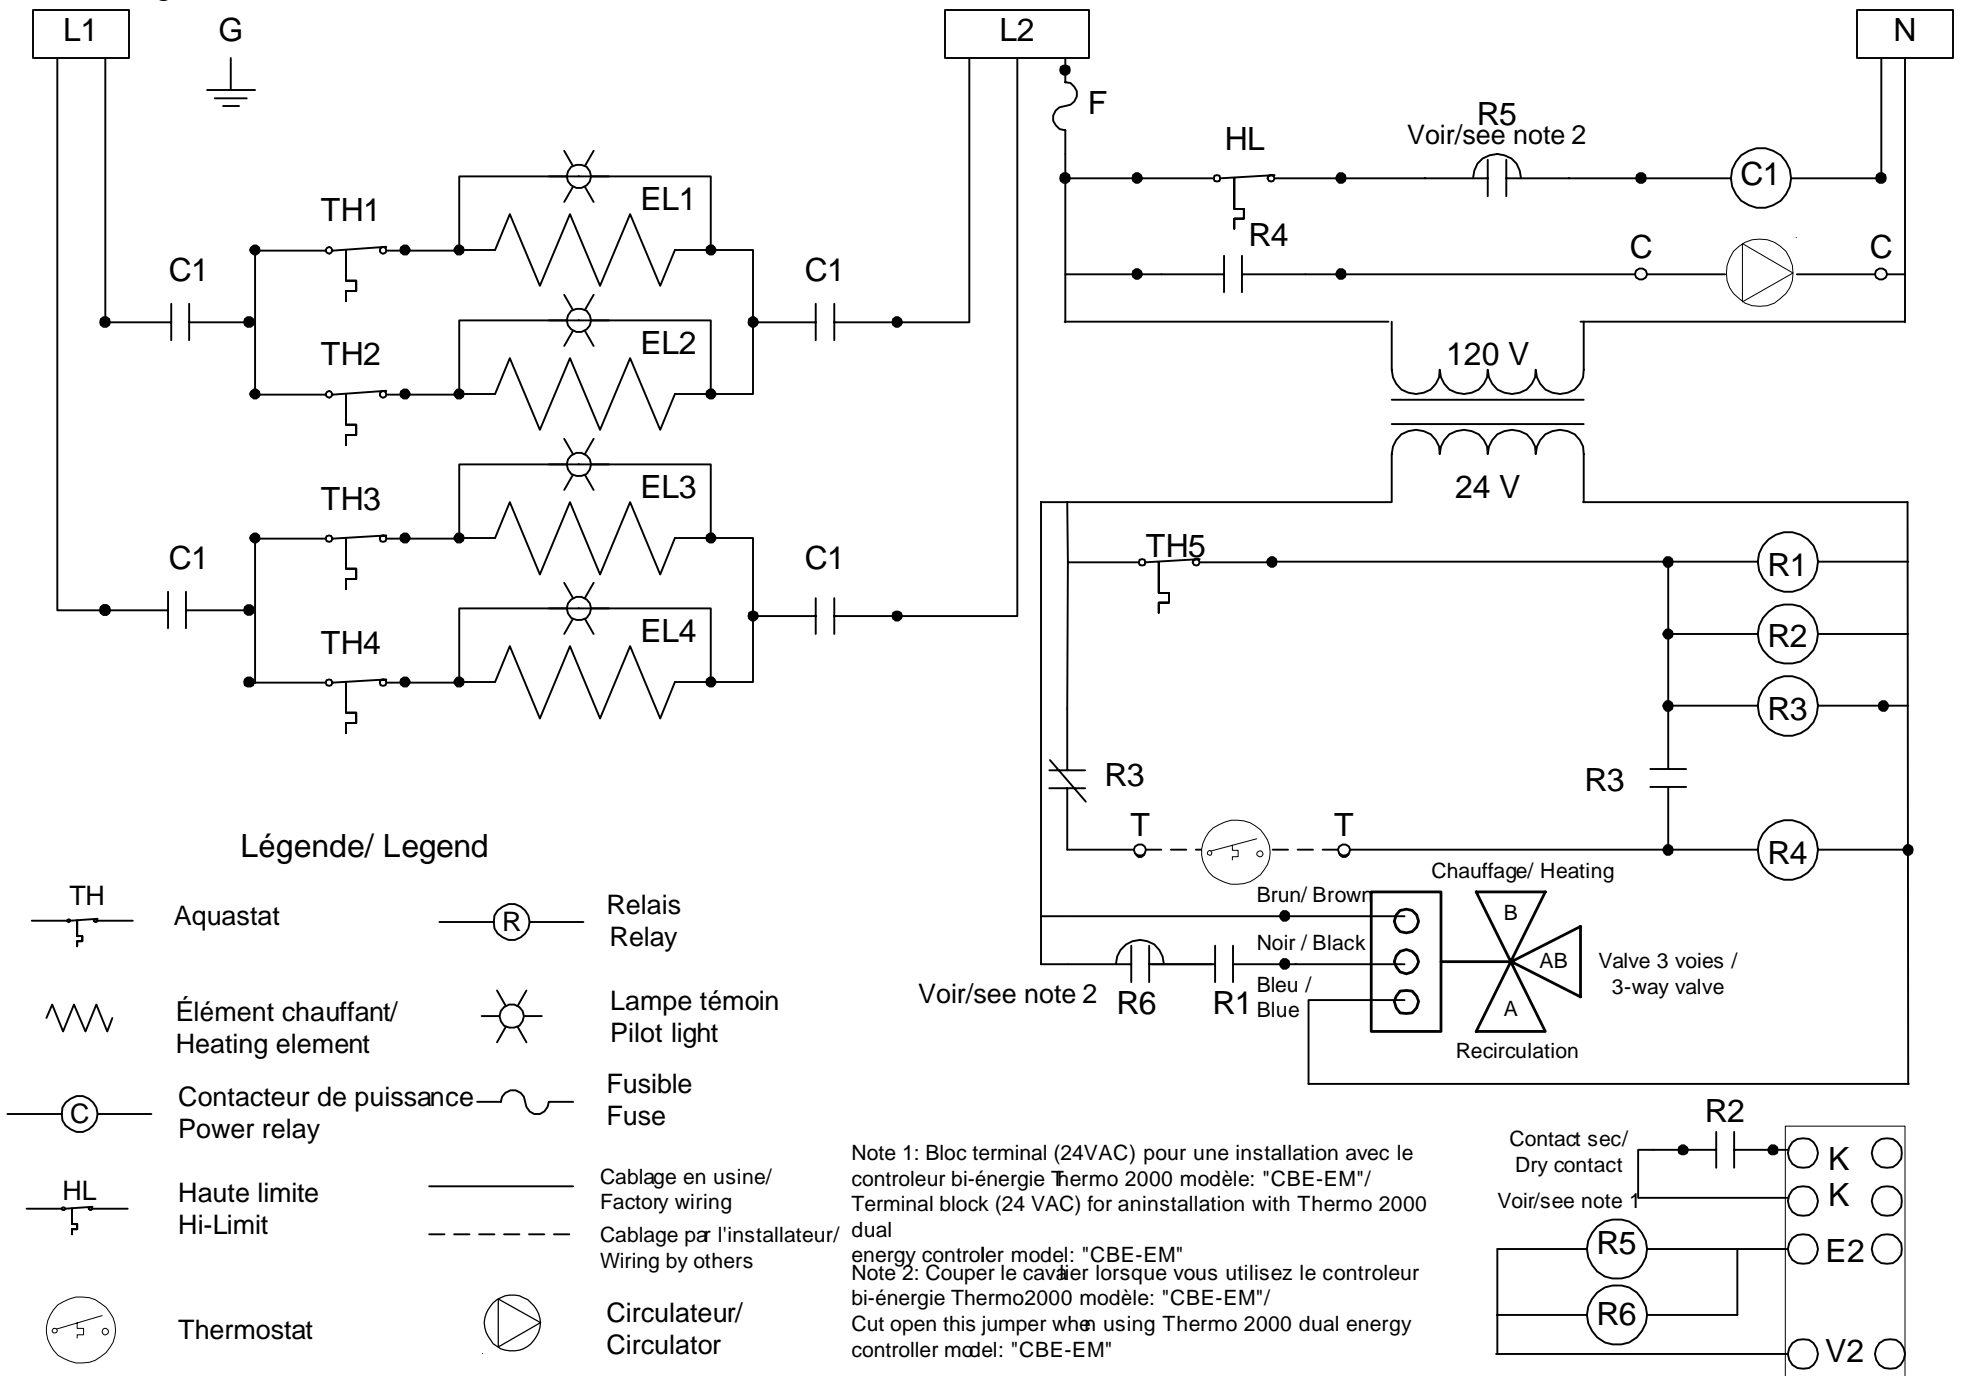 L1
G
L2
N
F
R5
Voir/see note 2
HL
C1
TH1
EL1
R4
C
C
C1
C1
TH2
EL2
120 V
TH3
EL3
24 V
C1
C1
TH5
R1
TH4
EL4
R2
R3
R3
R3
T
T
R4
Légende/ Legend
Chauffage/ Heating
TH
Aquastat
R
Relais
Relay
Brun/ Brown
B
Noir / Black
AB
Valve 3 voies /
3-way valve
Voir/see note 2
R6
R1
Bleu /
Blue
A
Recirculation
Élément chauffant/
Heating element
Lampe témoin
Pilot light
C
Contacteur de puissance
Power relay
Fusible
Fuse
HL
Haute limite
Hi-Limit
Cablage en usine/
Factory wiring
Cablage par l'installateur/
Wiring by others
Thermostat
Circulateur/
Circulator
Note 1: Bloc terminal (24VAC) pour une installation avec le
controleur bi-énergie Thermo 2000 modèle: "CBE-EM"/
Terminal block (24 VAC) for aninstallation with Thermo 2000
dual
energy controler model: "CBE-EM"
Note 2: Couper le cavalier lorsque vous utilisez le controleur
bi-énergie Thermo2000 modèle: "CBE-EM"/
Cut open this jumper when using Thermo 2000 dual energy
controller model: "CBE-EM"
R2
Contact sec/
Dry contact
K
Voir/see note 1
K
R5
E2
R6
V2